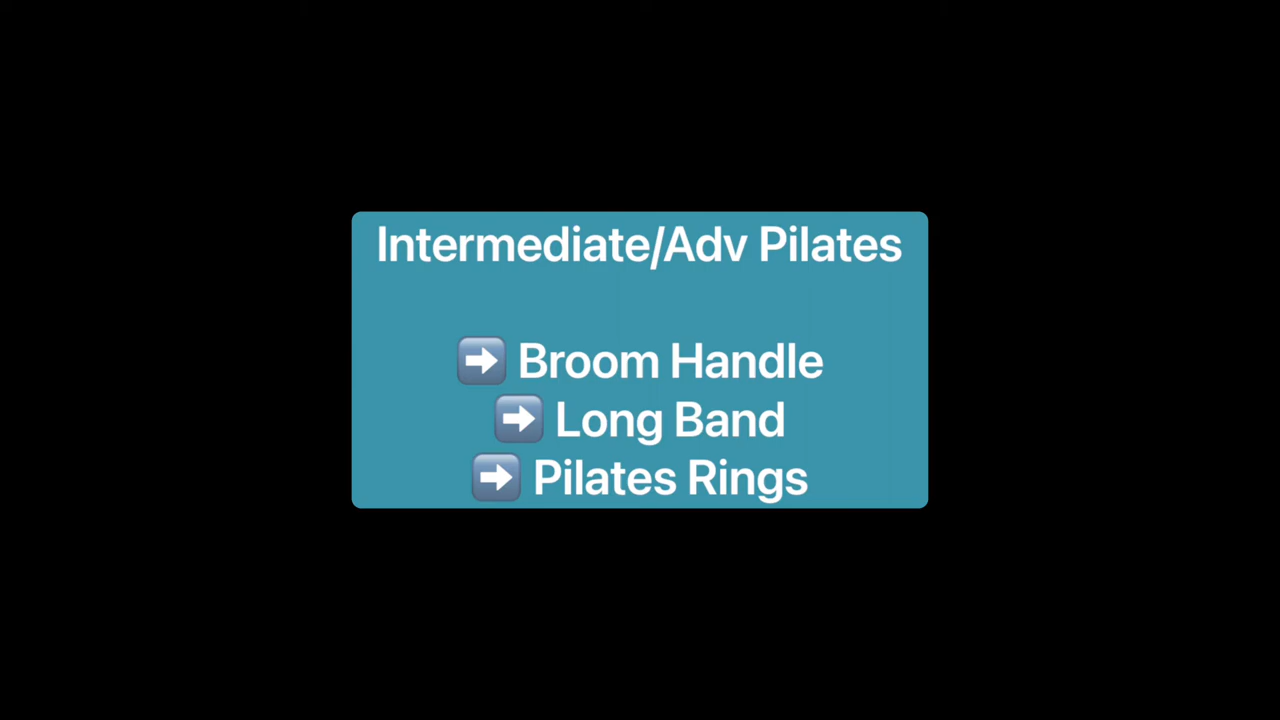 Intermediate/Adv Pilates
➡️ Broom Handle
➡️ Long Band
➡️ Pilates Rings